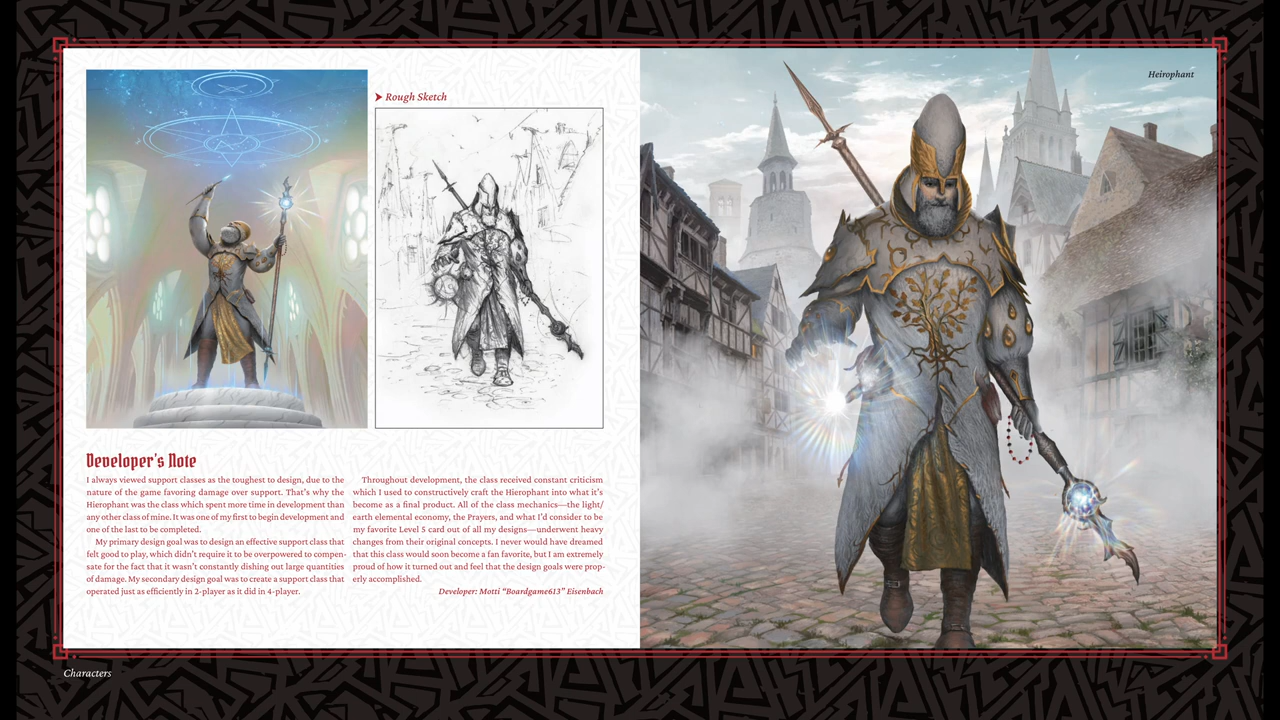 Heirophant
➤ Rough Sketch
Developer's Note
I always viewed support classes as the toughest to design, due to the
nature of the game favoring damage over support. That's why the
Hierophant was the class which spent more time in development than
any other class of mine. It was one of my first to begin development and
one of the last to be completed.
My primary design goal was to design an effective support class that
felt good to play, which didn't require it to be overpowered to compen-
sate for the fact that it wasn't constantly dishing out large quantities
of damage. My secondary design goal was to create a support class that
operated just as efficiently in 2-player as it did in 4-player.
Throughout development, the class received constant criticism
which I used to constructively craft the Hierophant into what it's
become as a final product. All of the class mechanics—the light/
earth elemental economy, the Prayers, and what I'd consider to be
my favorite Level 5 card out of all my designs—underwent heavy
changes from their original concepts. I never would have dreamed
that this class would soon become a fan favorite, but I am extremely
proud of how it turned out and feel that the design goals were prop-
erly accomplished.
Developer: Motti "Boardgame613" Eisenbach
Characters